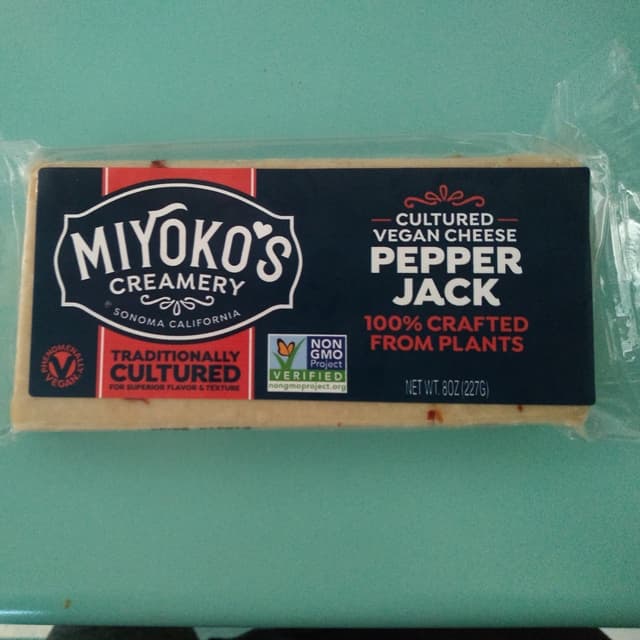 MIYOKO'S
CREAMERY
SONOMA CALIFORNIA
PHENOMENALLY
V
VEGAN
TRADITIONALLY
CULTURED
FOR SUPERIOR FLAVOR & TEXTURE
NON
GMO
Project
VERIFIED
nongmoproject.org
CULTURED
VEGAN CHEESE
PEPPER
JACK
100% CRAFTED
FROM PLANTS
NET WT. 8OZ (227G)